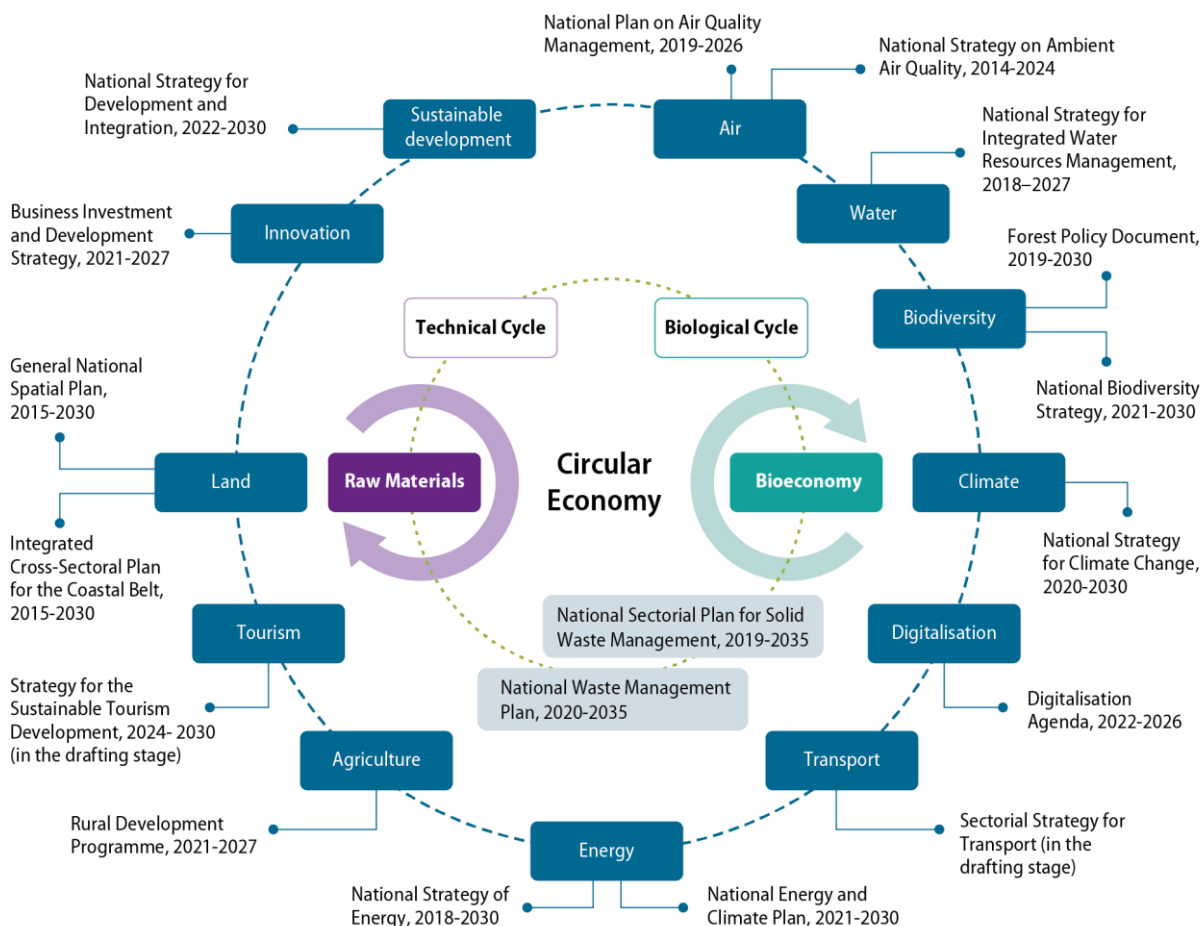 National Plan on Air Quality
Management, 2019-2026
National Strategy on Ambient
Air Quality, 2014-2024
National Strategy for
Development and
Integration, 2022-2030
Sustainable
development
Air
National Strategy for
Integrated Water
Resources Management,
2018–2027
Water
Business Investment
and Development
Strategy, 2021-2027
Innovation
Forest Policy Document,
2019-2030
Biodiversity
National Biodiversity
Strategy, 2021-2030
Technical Cycle
Biological Cycle
General National
Spatial Plan,
2015-2030
Land
Raw Materials
Circular
Economy
Bioeconomy
Climate
Integrated
Cross-Sectoral Plan
for the Coastal Belt,
2015-2030
National Strategy
for Climate Change,
2020-2030
National Sectorial Plan for Solid
Waste Management, 2019-2035
National Waste Management
Plan, 2020-2035
Tourism
Digitalisation
Strategy for the
Sustainable Tourism
Development, 2024- 2030
(in the drafting stage)
Digitalisation
Agenda, 2022-2026
Agriculture
Transport
Rural Development
Programme, 2021-2027
Sectorial Strategy for
Transport (in the
drafting stage)
Energy
National Strategy of
Energy, 2018-2030
National Energy and
Climate Plan, 2021-2030